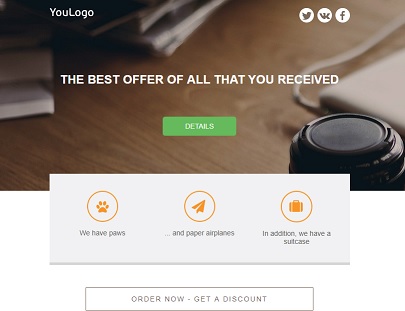 YouLogo
THE BEST OFFER OF ALL THAT YOU RECEIVED
DETAILS
We have paws
... and paper airplanes
In addition, we have a
suitcase
ORDER NOW - GET A DISCOUNT